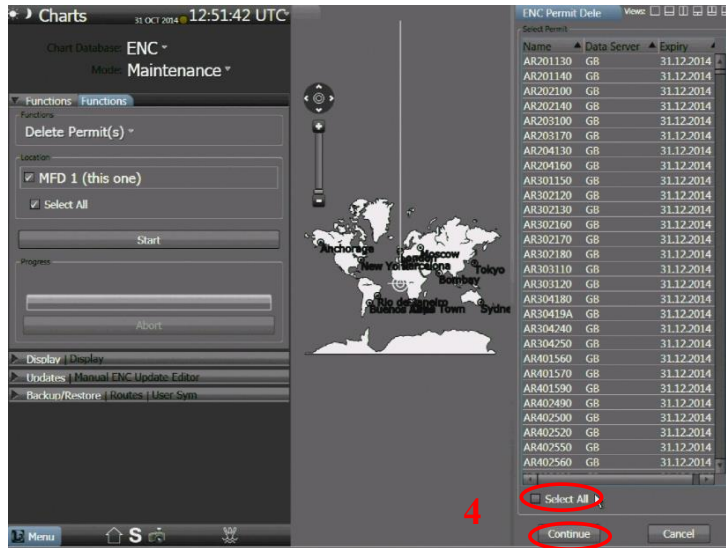 Charts 31 OCT 2014 12:51:42 UTC
Chart Database: ENC
Mode: Maintenance
Functions Functions
Functions
Delete Permit(s)
Location
MFD 1 (this one)
Select All
Start
Progress
Abort
Display | Display
Updates | Manual ENC Update Editor
Backup/Restore | Routes | User Sym
Menu
S
Anchorage
Moscow
London
New York
Barcelona
Tokyo
Bombay
Rio de Janeiro
Buenos Aires
Town
Sydne
ENC Permit Dele Views:
Select Permit
Name Data Server Expiry
AR201130 GB 31.12.2014
AR201140 GB 31.12.2014
AR202100 GB 31.12.2014
AR202140 GB 31.12.2014
AR203100 GB 31.12.2014
AR203170 GB 31.12.2014
AR204130 GB 31.12.2014
AR204160 GB 31.12.2014
AR301150 GB 31.12.2014
AR302120 GB 31.12.2014
AR302130 GB 31.12.2014
AR302160 GB 31.12.2014
AR302170 GB 31.12.2014
AR302180 GB 31.12.2014
AR303110 GB 31.12.2014
AR303120 GB 31.12.2014
AR304180 GB 31.12.2014
AR30419A GB 31.12.2014
AR304240 GB 31.12.2014
AR304250 GB 31.12.2014
AR401560 GB 31.12.2014
AR401570 GB 31.12.2014
AR401590 GB 31.12.2014
AR402490 GB 31.12.2014
AR402500 GB 31.12.2014
AR402520 GB 31.12.2014
AR402550 GB 31.12.2014
AR402560 GB 31.12.2014
Select All
4
Continue Cancel